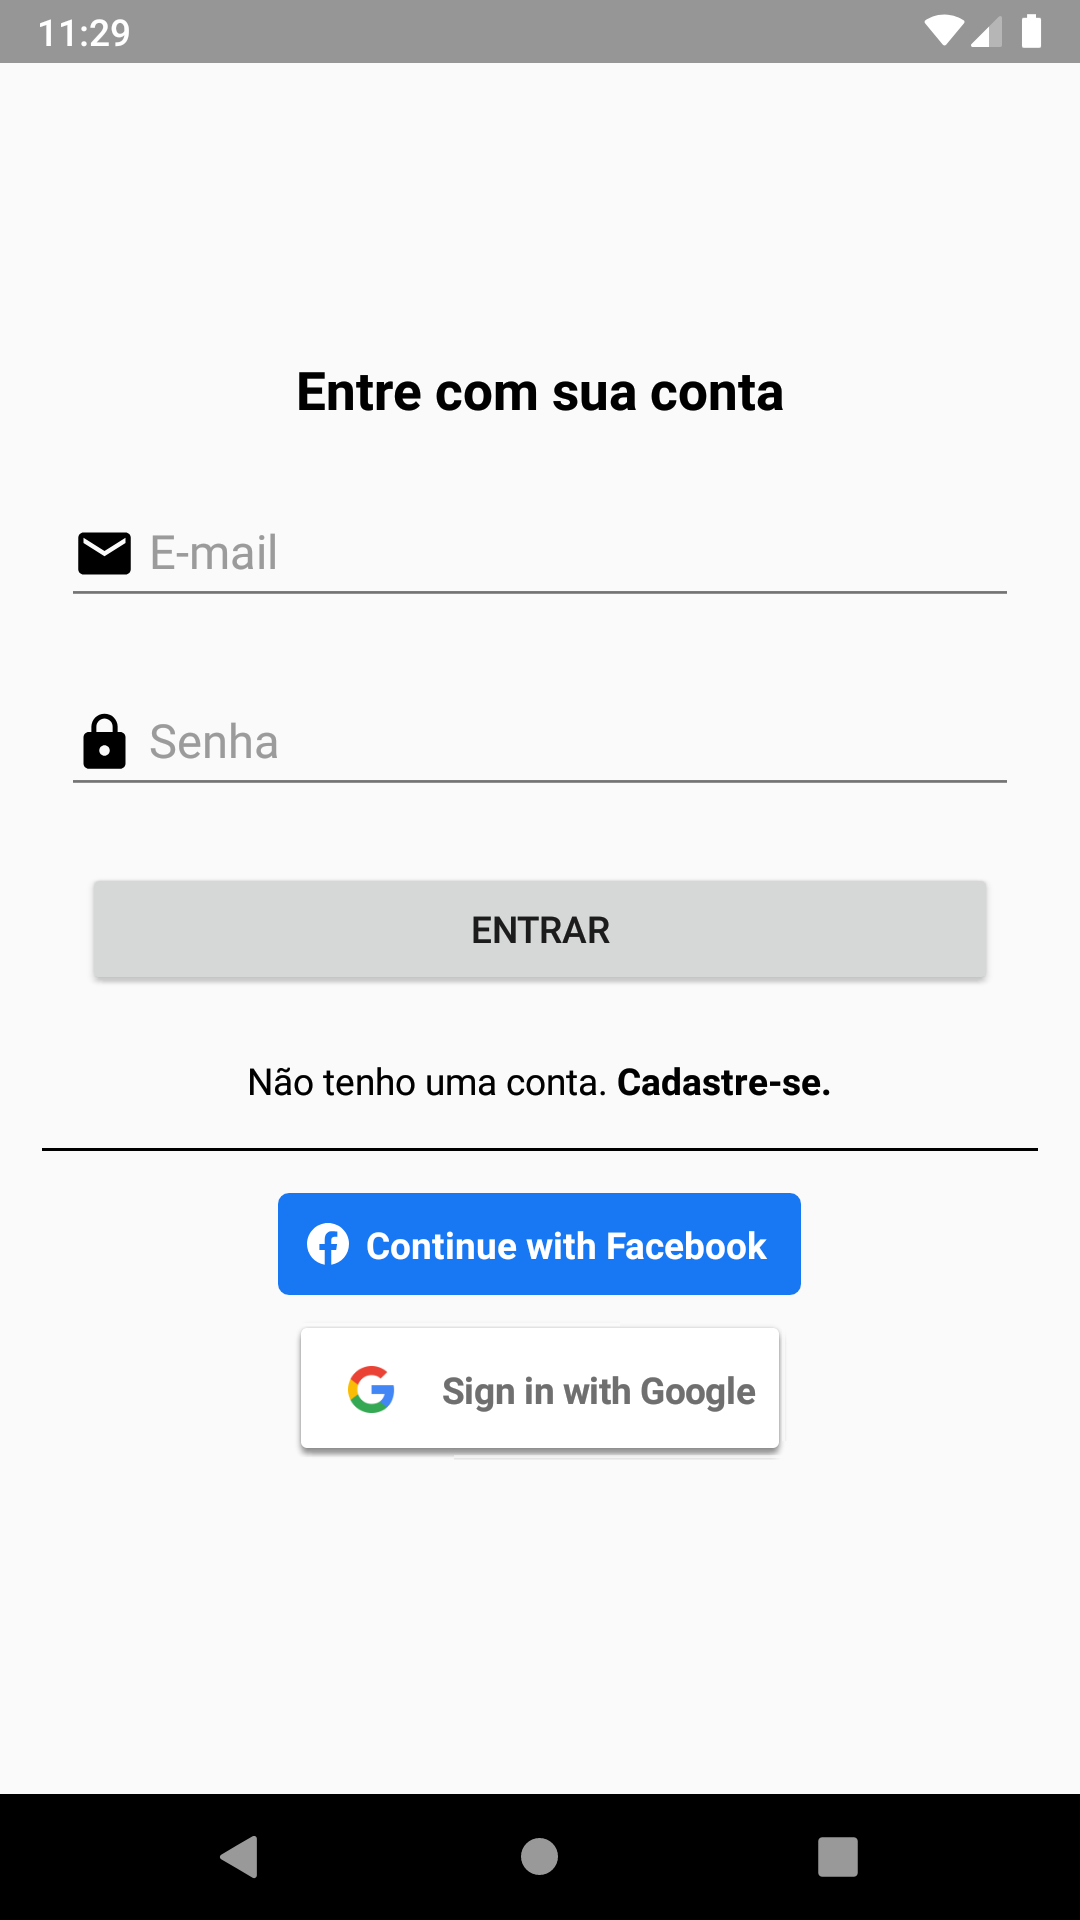 11:29
Entre com sua conta
E-mail
Senha
ENTRAR
Não tenho uma conta. Cadastre-se.
Continue with Facebook
Sign in with Google